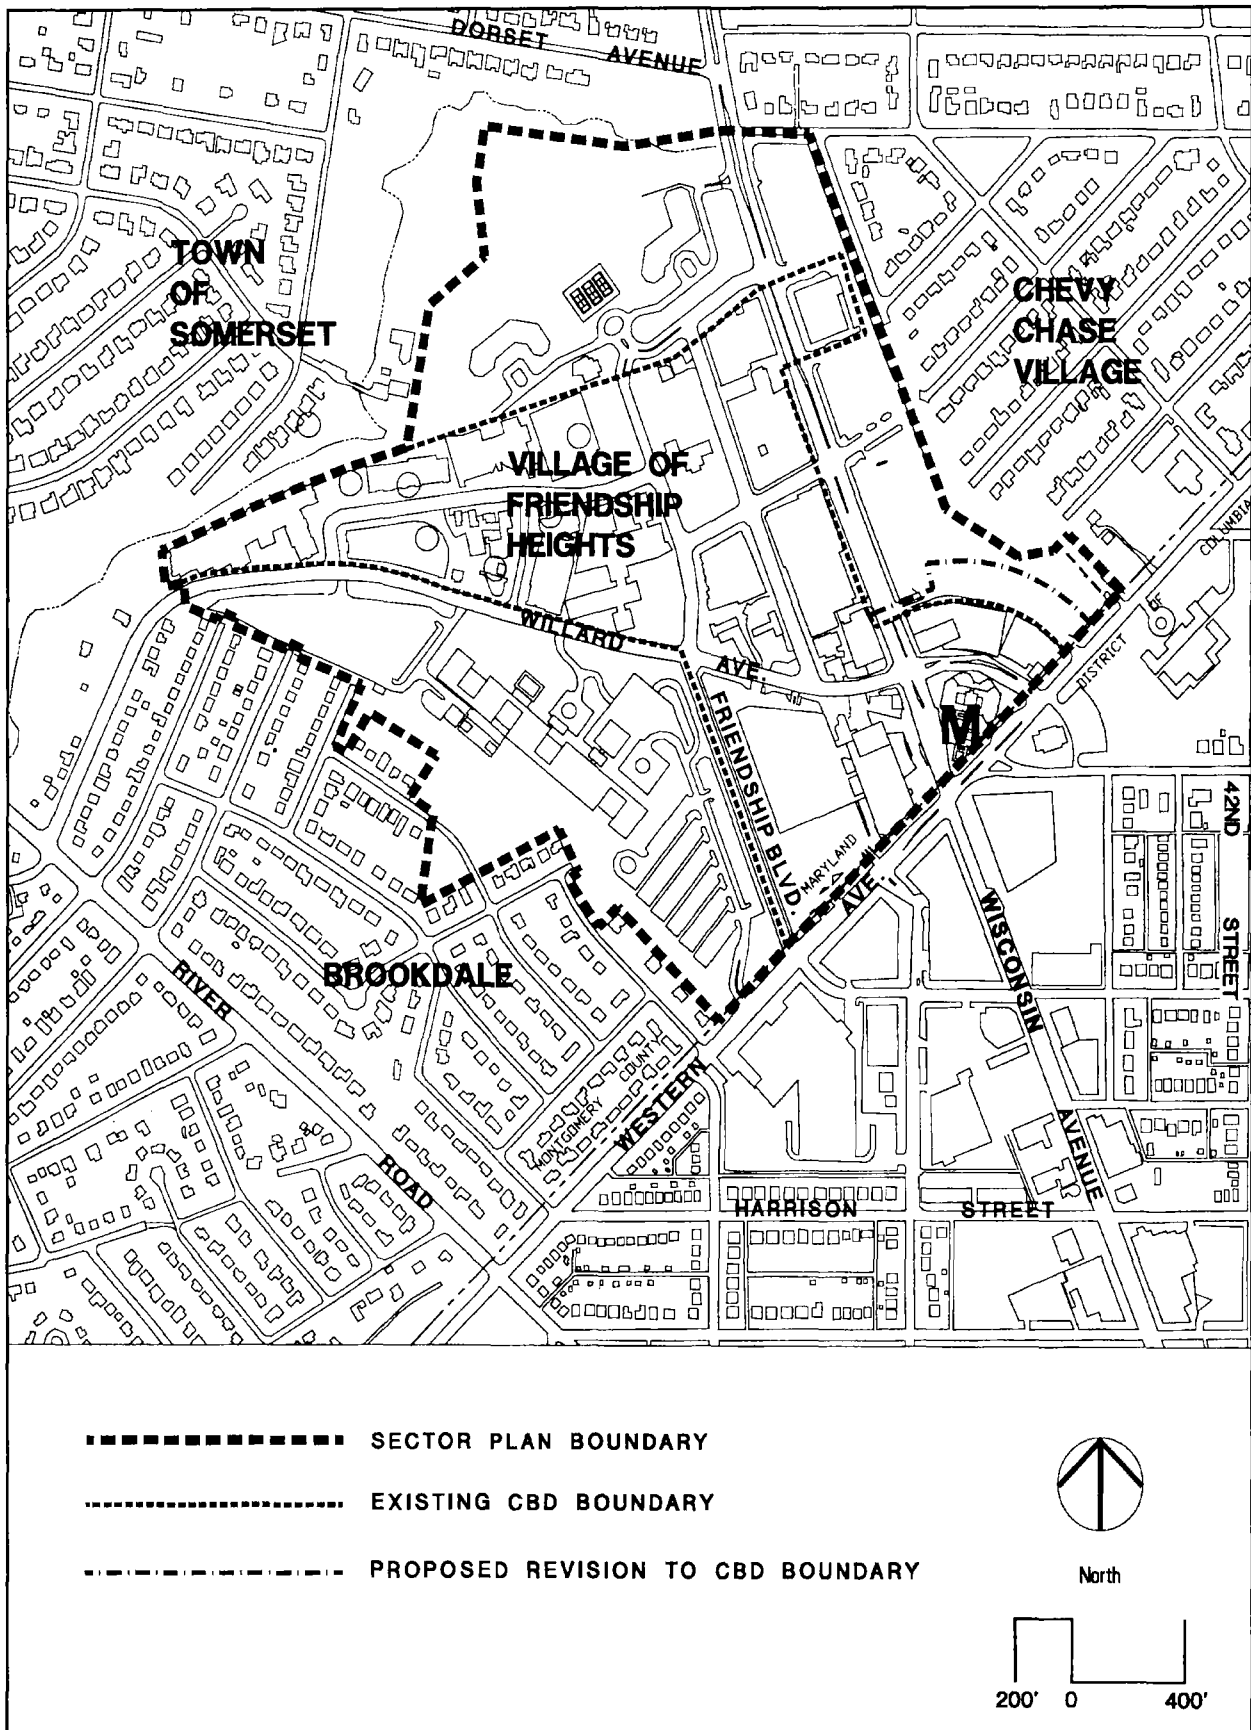 DORSET AVENUE
TOWN
OF
SOMERSET
CHEVY
CHASE
VILLAGE
VILLAGE OF
FRIENDSHIP
HEIGHTS
COLUMBIA
DISTRICT
WILLARD AVE.
M
FRIENDSHIP BLVD.
MARYLAND
42ND STREET
WISCONSIN AVENUE
BROOKDALE
RIVER ROAD
MONTGOMERY COUNTY
WESTERN AVE.
HARRISON STREET
SECTOR PLAN BOUNDARY
EXISTING CBD BOUNDARY
PROPOSED REVISION TO CBD BOUNDARY
North
200' 0 400'